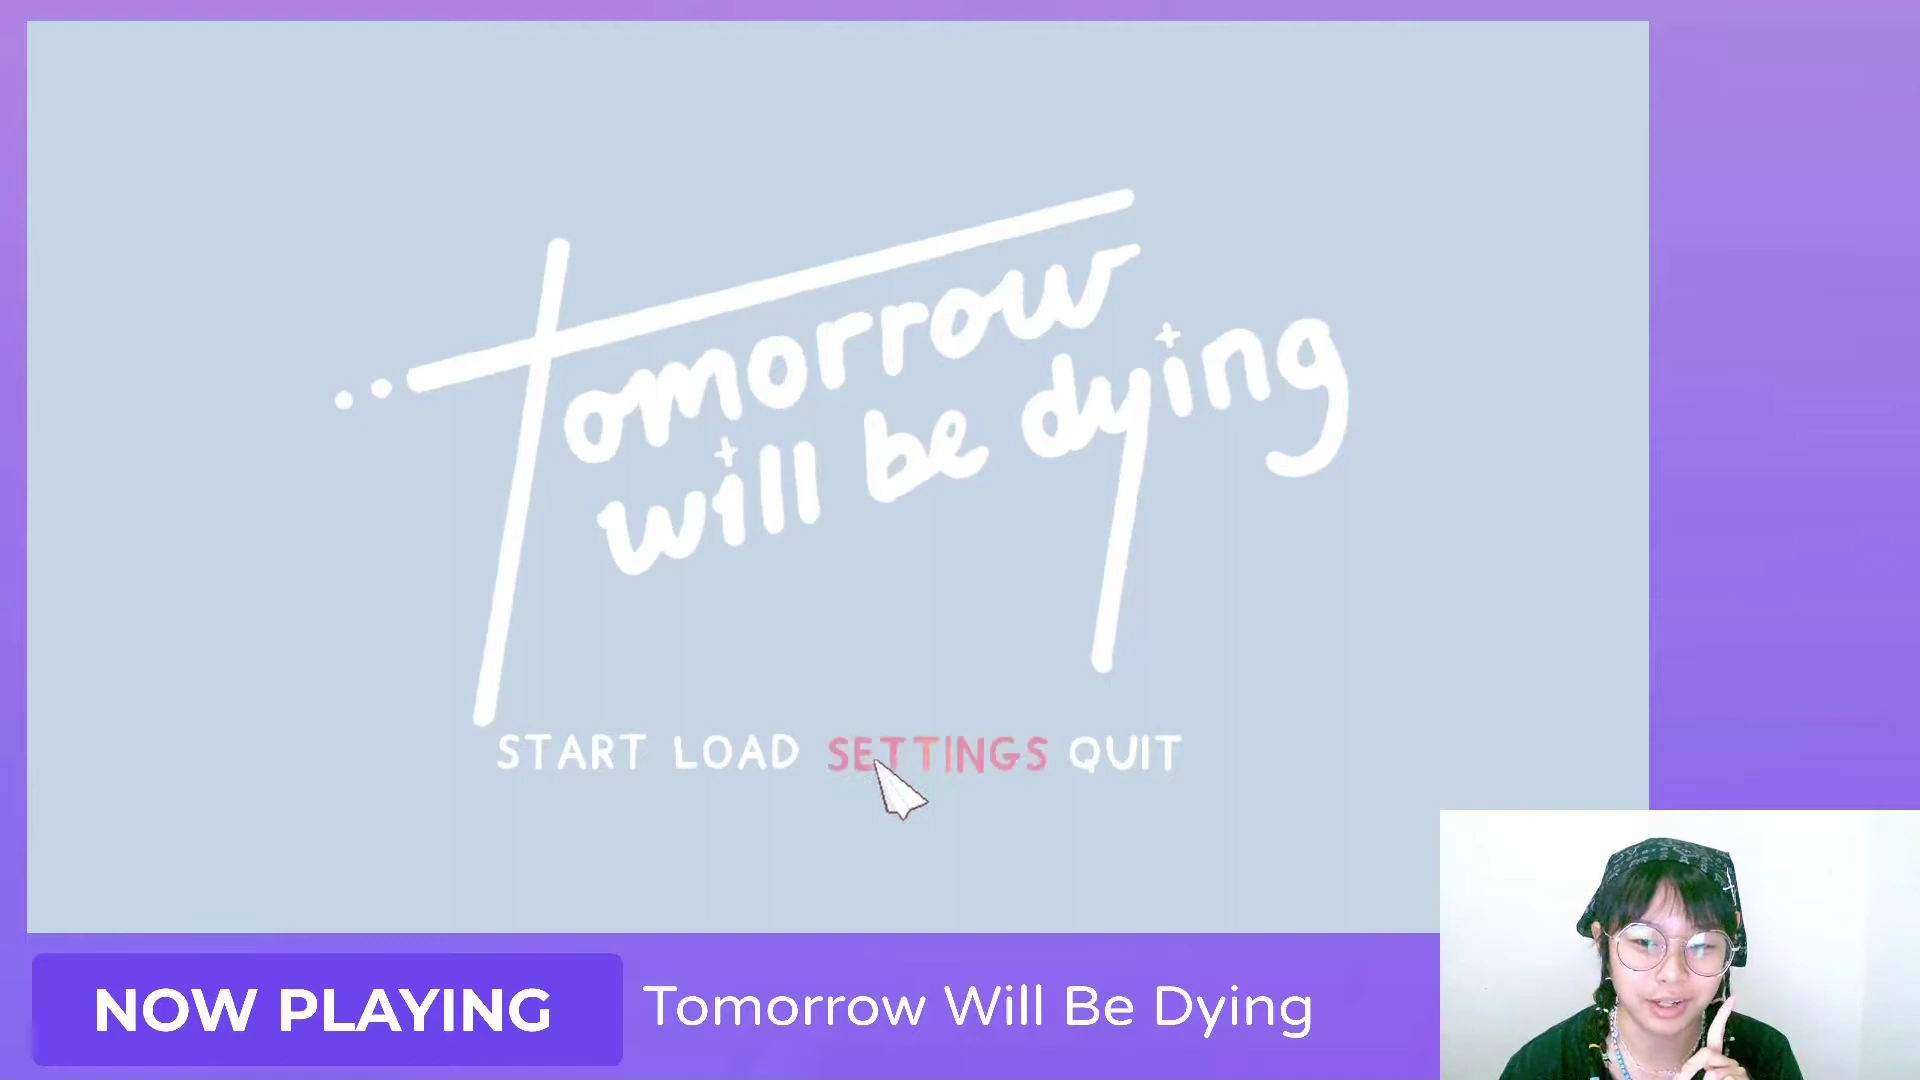 Tomorrow
will be dying
START LOAD SETTINGS QUIT
NOW PLAYING
Tomorrow Will Be Dying